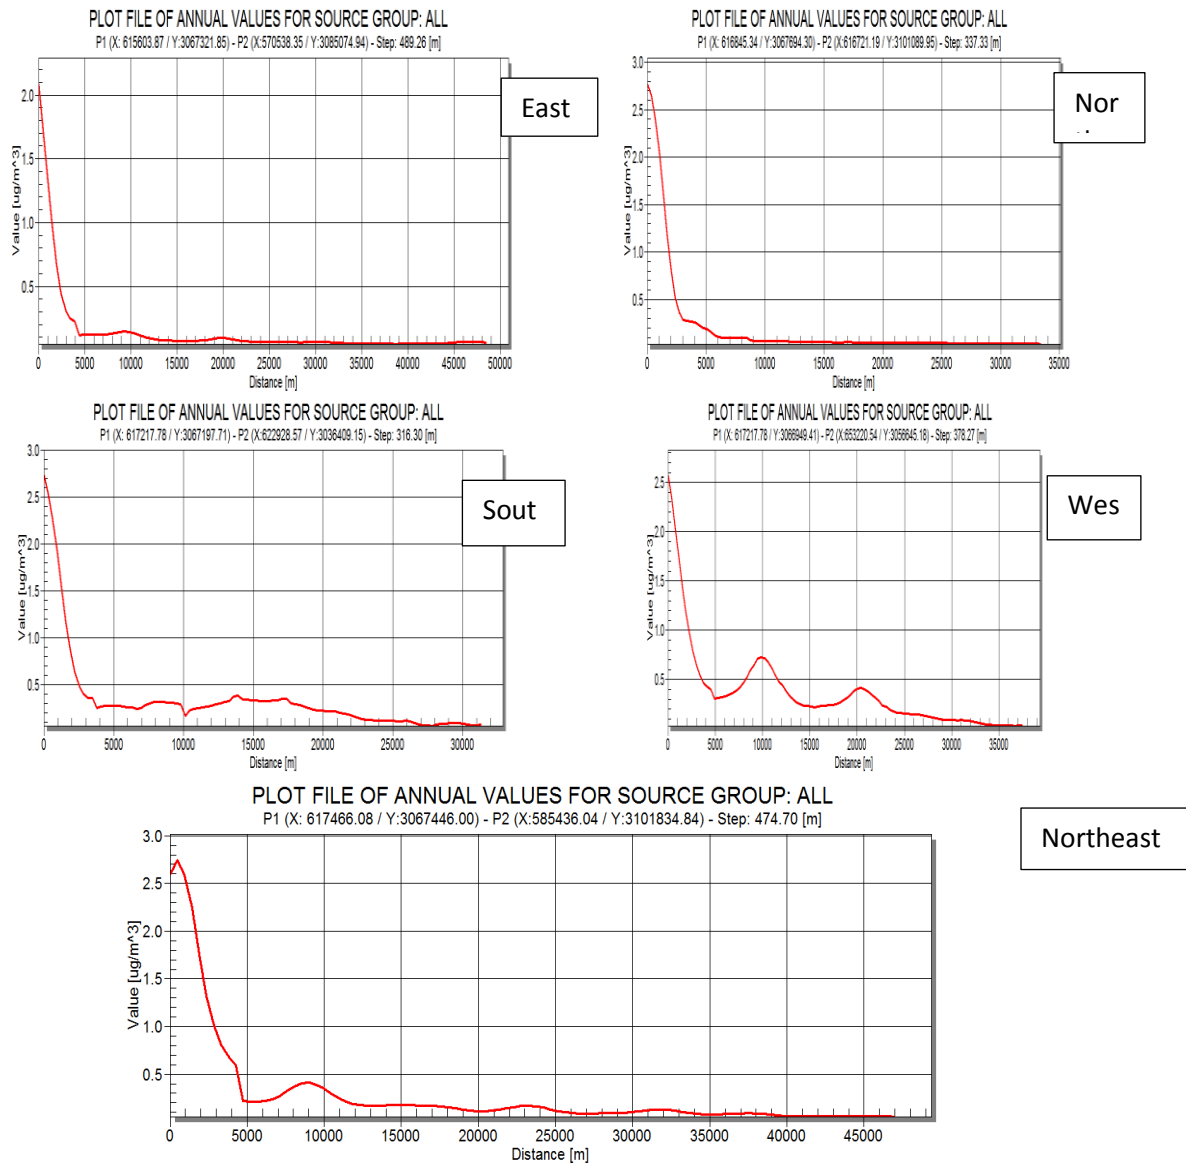 PLOT FILE OF ANNUAL VALUES FOR SOURCE GROUP: ALL
P1 (X: 615603.87 / Y:3067321.85) - P2 (X:570538.35 / Y:3085074.94) - Step: 489.26 [m]
East
Value [ug/m^3]
2.0
1.5
1.0
0.5
0 5000 10000 15000 20000 25000 30000 35000 40000 45000 50000
Distance [m]
PLOT FILE OF ANNUAL VALUES FOR SOURCE GROUP: ALL
P1 (X: 616845.34 / Y:3067694.30) - P2 (X:616721.19 / Y:3101089.95) - Step: 337.33 [m]
Nor
Value [ug/m^3]
3.0
2.5
2.0
1.5
1.0
0.5
0 5000 10000 15000 20000 25000 30000 35000
Distance [m]
PLOT FILE OF ANNUAL VALUES FOR SOURCE GROUP: ALL
P1 (X: 617217.78 / Y:3067197.71) - P2 (X:622928.57 / Y:3036409.15) - Step: 316.30 [m]
Sout
Value [ug/m^3]
3.0
2.5
2.0
1.5
1.0
0.5
0 5000 10000 15000 20000 25000 30000
Distance [m]
PLOT FILE OF ANNUAL VALUES FOR SOURCE GROUP: ALL
P1 (X: 617217.78 / Y:3066949.41) - P2 (X:653220.54 / Y:3056645.18) - Step: 378.27 [m]
Wes
Value [ug/m^3]
2.5
2.0
1.5
1.0
0.5
0 5000 10000 15000 20000 25000 30000 35000
Distance [m]
PLOT FILE OF ANNUAL VALUES FOR SOURCE GROUP: ALL
P1 (X: 617466.08 / Y:3067446.00) - P2 (X:585436.04 / Y:3101834.84) - Step: 474.70 [m]
Northeast
Value [ug/m^3]
3.0
2.5
2.0
1.5
1.0
0.5
0 5000 10000 15000 20000 25000 30000 35000 40000 45000
Distance [m]